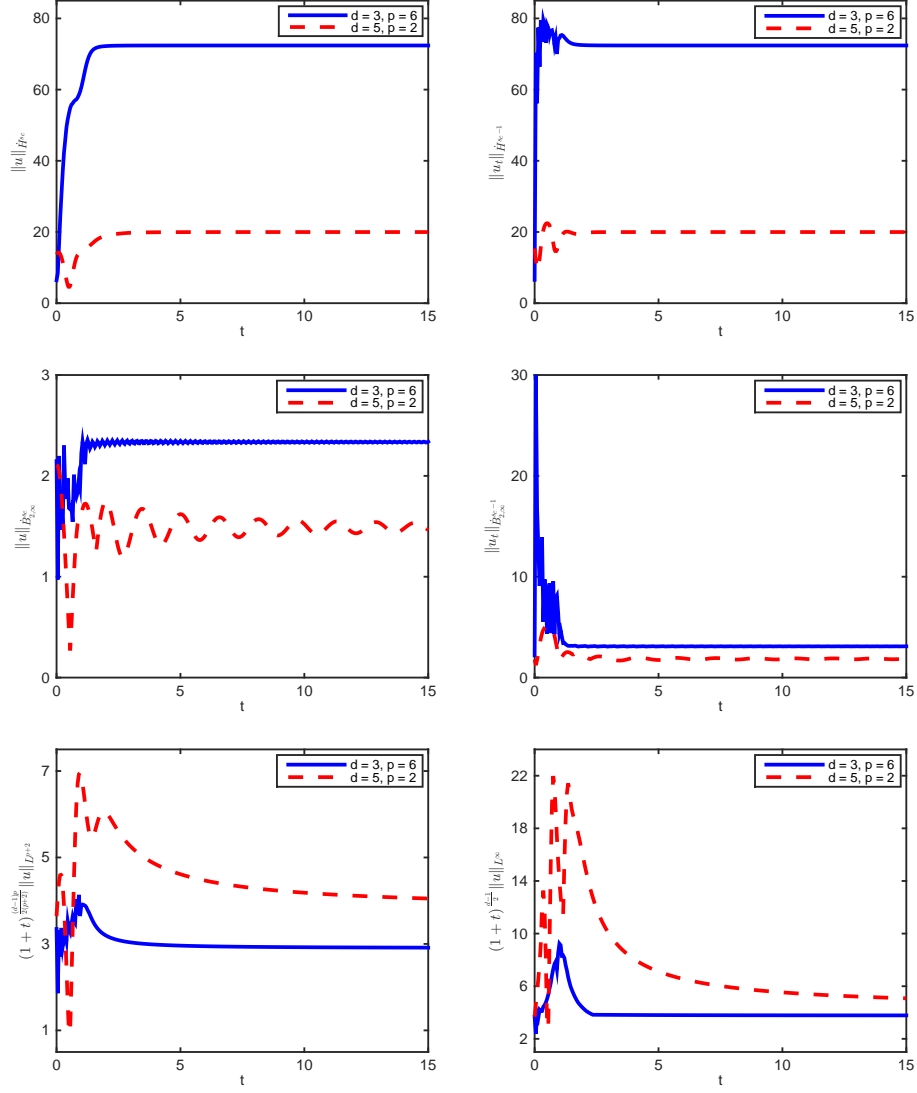 80
60
40
20
0
0 5 10 15
t
‖u‖_{Ḣ^{s_c}}
d = 3, p = 6
d = 5, p = 2
80
60
40
20
0
0 5 10 15
t
‖u_t‖_{Ḣ^{s_c−1}}
d = 3, p = 6
d = 5, p = 2
3
2
1
0
0 5 10 15
t
‖u‖_{Ḃ^{s_c}_{2,∞}}
d = 3, p = 6
d = 5, p = 2
30
20
10
0
0 5 10 15
t
‖u_t‖_{Ḃ^{s_c−1}_{2,∞}}
d = 3, p = 6
d = 5, p = 2
7
5
3
1
0 5 10 15
t
(1 + t)^{\frac{(d−1)p}{2(p+2)}}‖u‖_{L^{p+2}}
d = 3, p = 6
d = 5, p = 2
22
18
14
10
6
2
0 5 10 15
t
(1 + t)^{\frac{d−1}{2}}‖u‖_{L^∞}
d = 3, p = 6
d = 5, p = 2